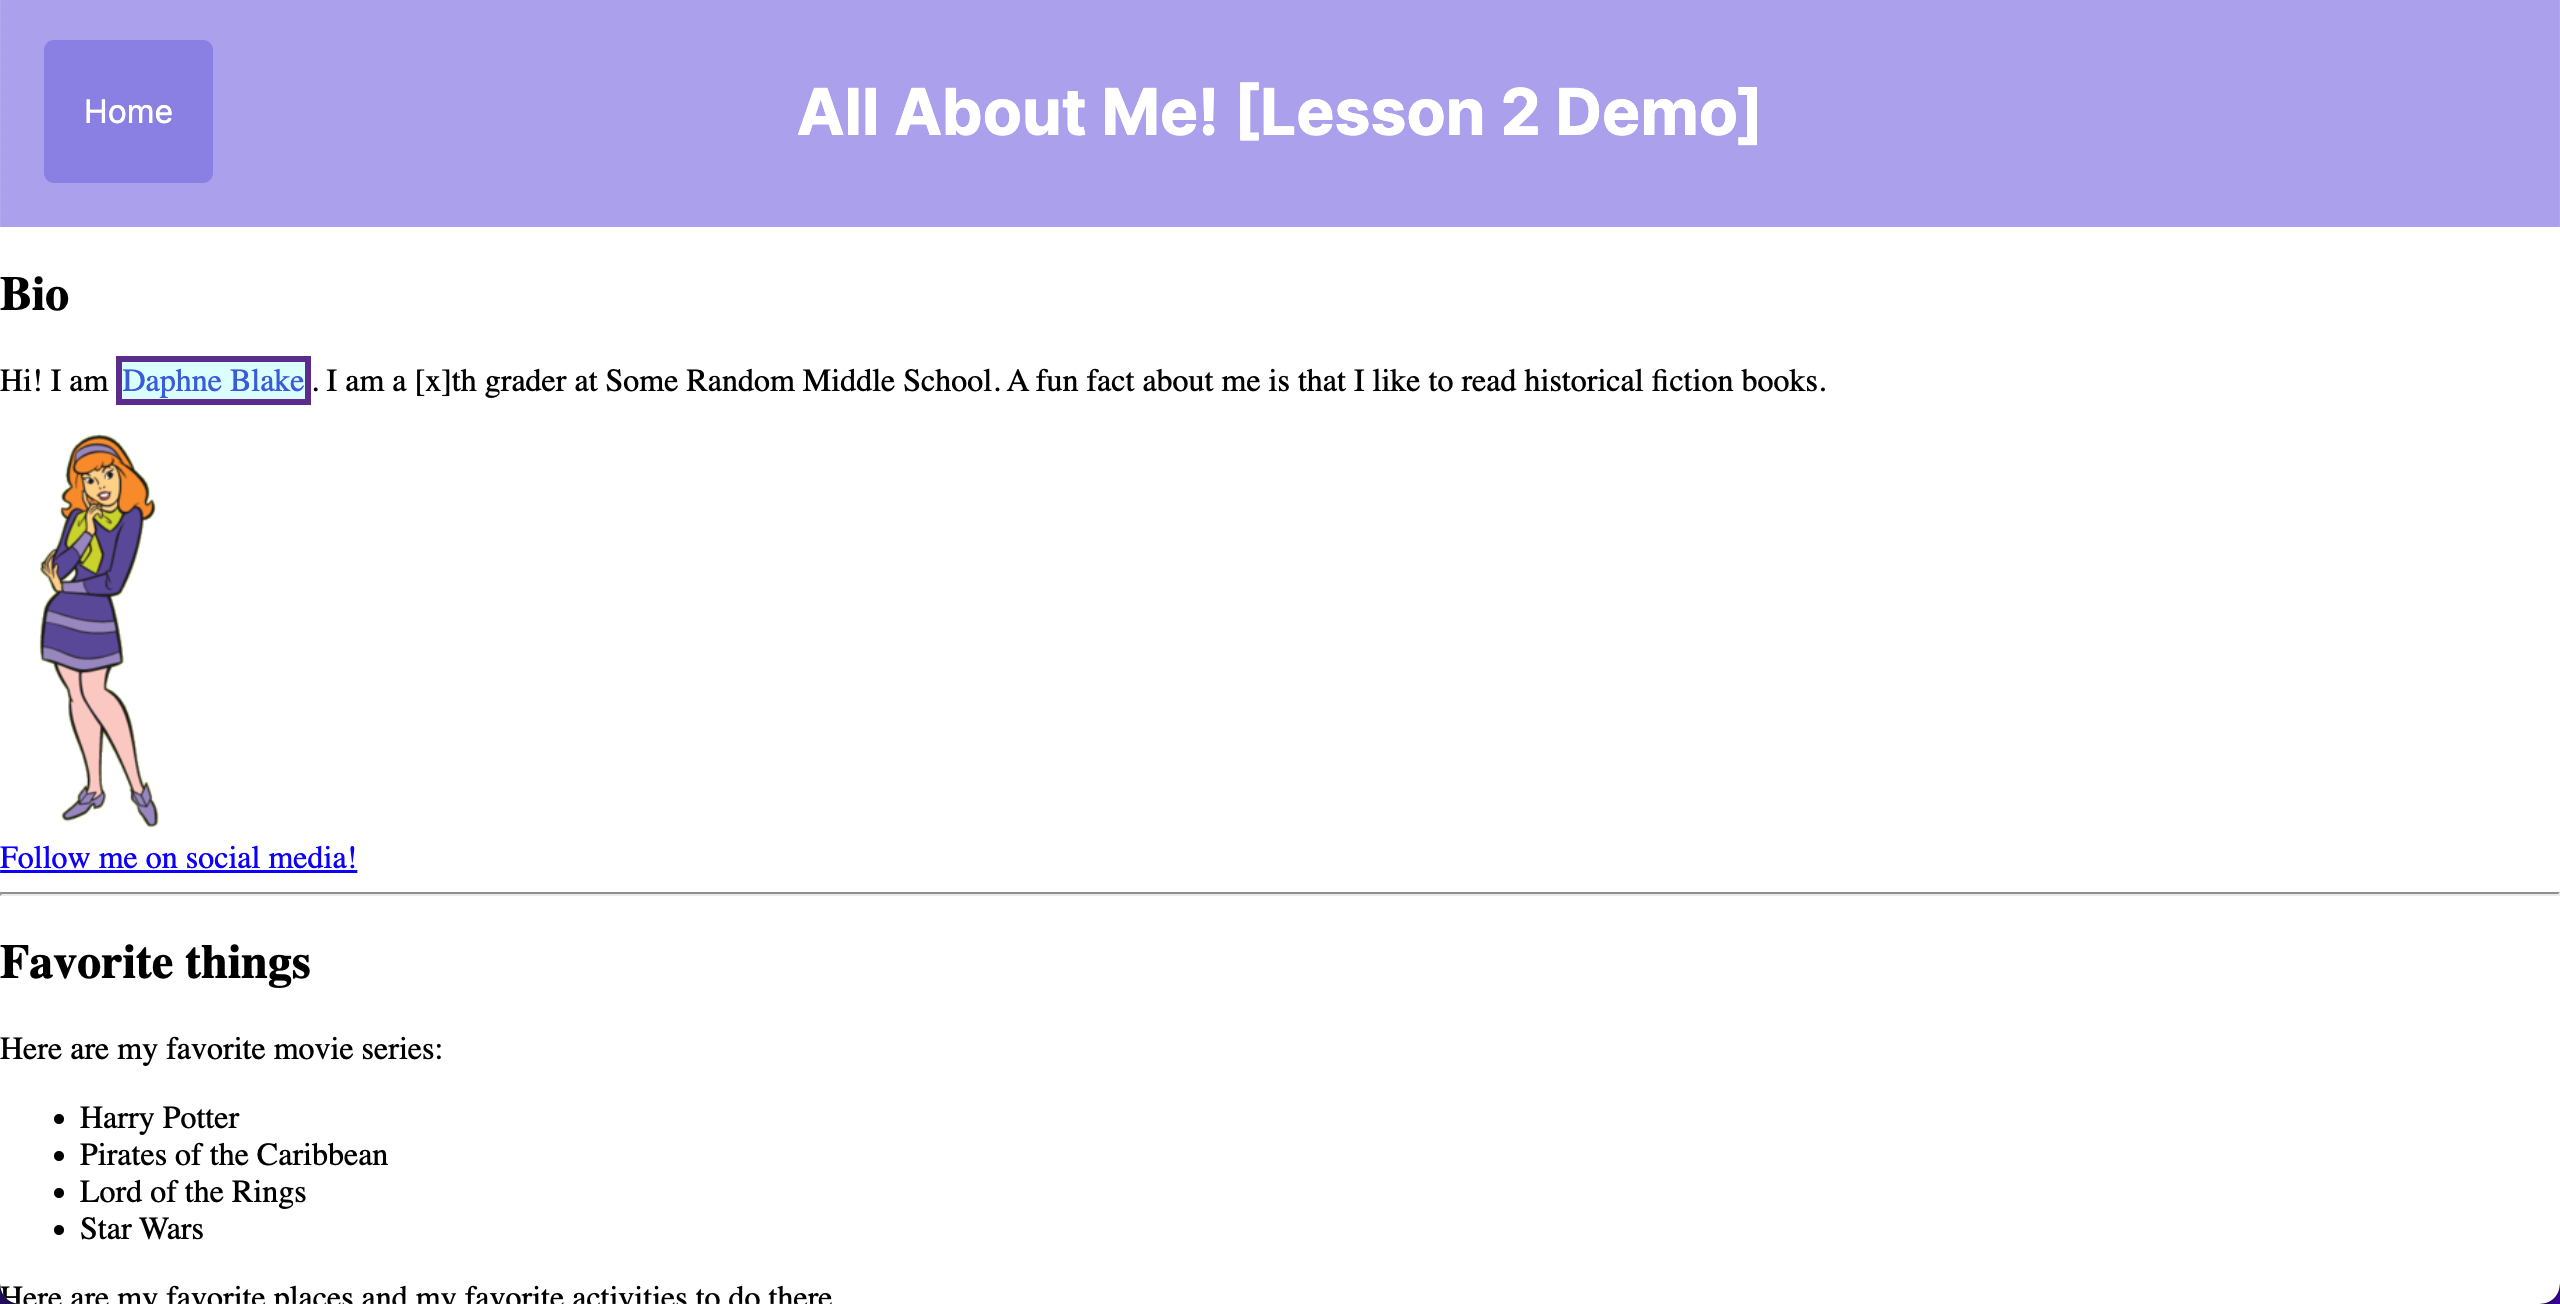 Home
All About Me! [Lesson 2 Demo]
Bio
Hi! I am Daphne Blake. I am a [x]th grader at Some Random Middle School. A fun fact about me is that I like to read historical fiction books.
Follow me on social media!
Favorite things
Here are my favorite movie series:
• Harry Potter
• Pirates of the Caribbean
• Lord of the Rings
• Star Wars
Here are my favorite places and my favorite activities to do there